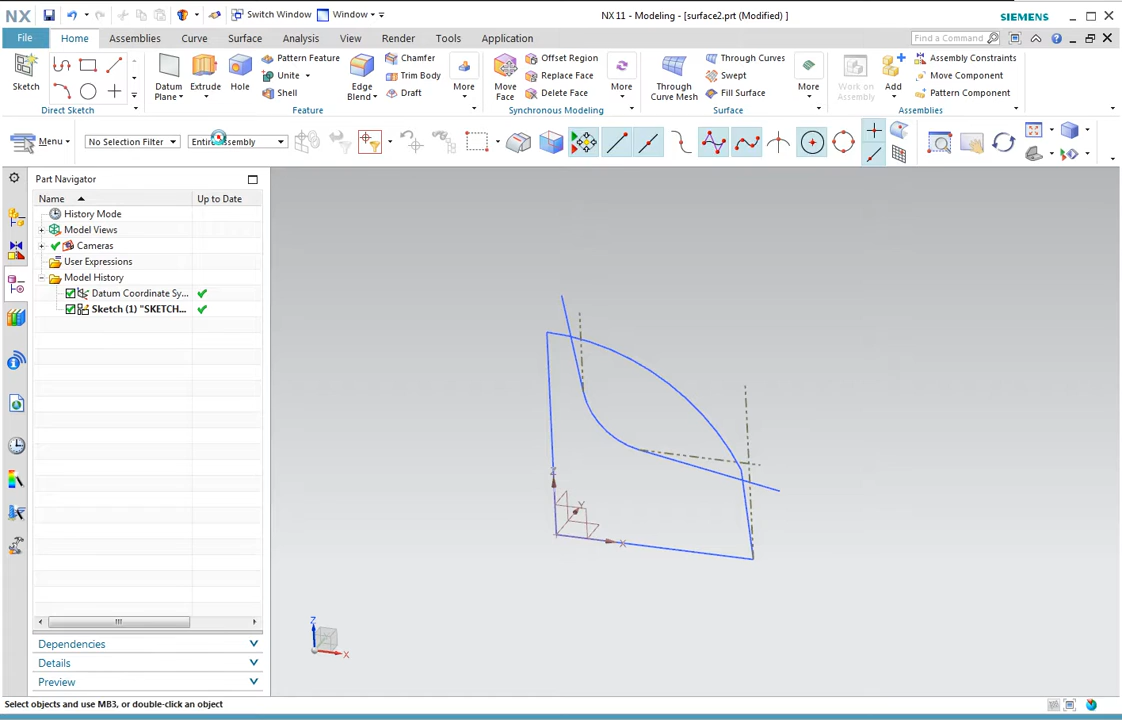 NX
Switch Window
Window
NX 11 - Modeling - [surface2.prt (Modified) ]
SIEMENS
File
Home
Assemblies
Curve
Surface
Analysis
View
Render
Tools
Application
Find a Command
Sketch
Direct Sketch
Datum Plane
Extrude
Hole
Pattern Feature
Unite
Shell
Edge Blend
Chamfer
Trim Body
Draft
More
Feature
Move Face
Offset Region
Replace Face
Delete Face
More
Synchronous Modeling
Through Curve Mesh
Through Curves
Swept
Fill Surface
More
Surface
Work on Assembly
Add
Assembly Constraints
Move Component
Pattern Component
Assemblies
Menu
No Selection Filter
Entire Assembly
Part Navigator
Name
Up to Date
History Mode
Model Views
Cameras
User Expressions
Model History
Datum Coordinate Sy...
Sketch (1) "SKETCH...
Z
Y
X
Z
X
Dependencies
Details
Preview
Select objects and use MB3, or double-click an object